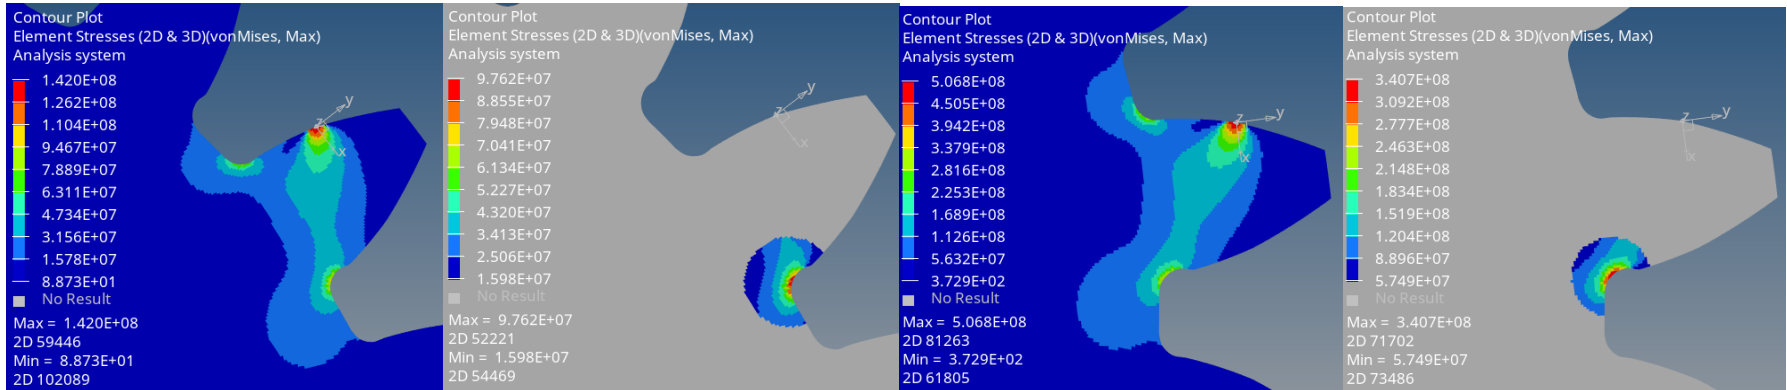 Contour Plot
Element Stresses (2D & 3D)(vonMises, Max)
Analysis system
1.420E+08
1.262E+08
1.104E+08
9.467E+07
7.889E+07
6.311E+07
4.734E+07
3.156E+07
1.578E+07
8.873E+01
No Result
Max = 1.420E+08
2D 59446
Min = 8.873E+01
2D 102089
z
y
x
Contour Plot
Element Stresses (2D & 3D)(vonMises, Max)
Analysis system
9.762E+07
8.855E+07
7.948E+07
7.041E+07
6.134E+07
5.227E+07
4.320E+07
3.413E+07
2.506E+07
1.598E+07
No Result
Max = 9.762E+07
2D 52221
Min = 1.598E+07
2D 54469
z
y
x
Contour Plot
Element Stresses (2D & 3D)(vonMises, Max)
Analysis system
5.068E+08
4.505E+08
3.942E+08
3.379E+08
2.816E+08
2.253E+08
1.689E+08
1.126E+08
5.632E+07
3.729E+02
No Result
Max = 5.068E+08
2D 81263
Min = 3.729E+02
2D 61805
z
y
x
Contour Plot
Element Stresses (2D & 3D)(vonMises, Max)
Analysis system
3.407E+08
3.092E+08
2.777E+08
2.463E+08
2.148E+08
1.834E+08
1.519E+08
1.204E+08
8.896E+07
5.749E+07
No Result
Max = 3.407E+08
2D 71702
Min = 5.749E+07
2D 73486
z
y
x